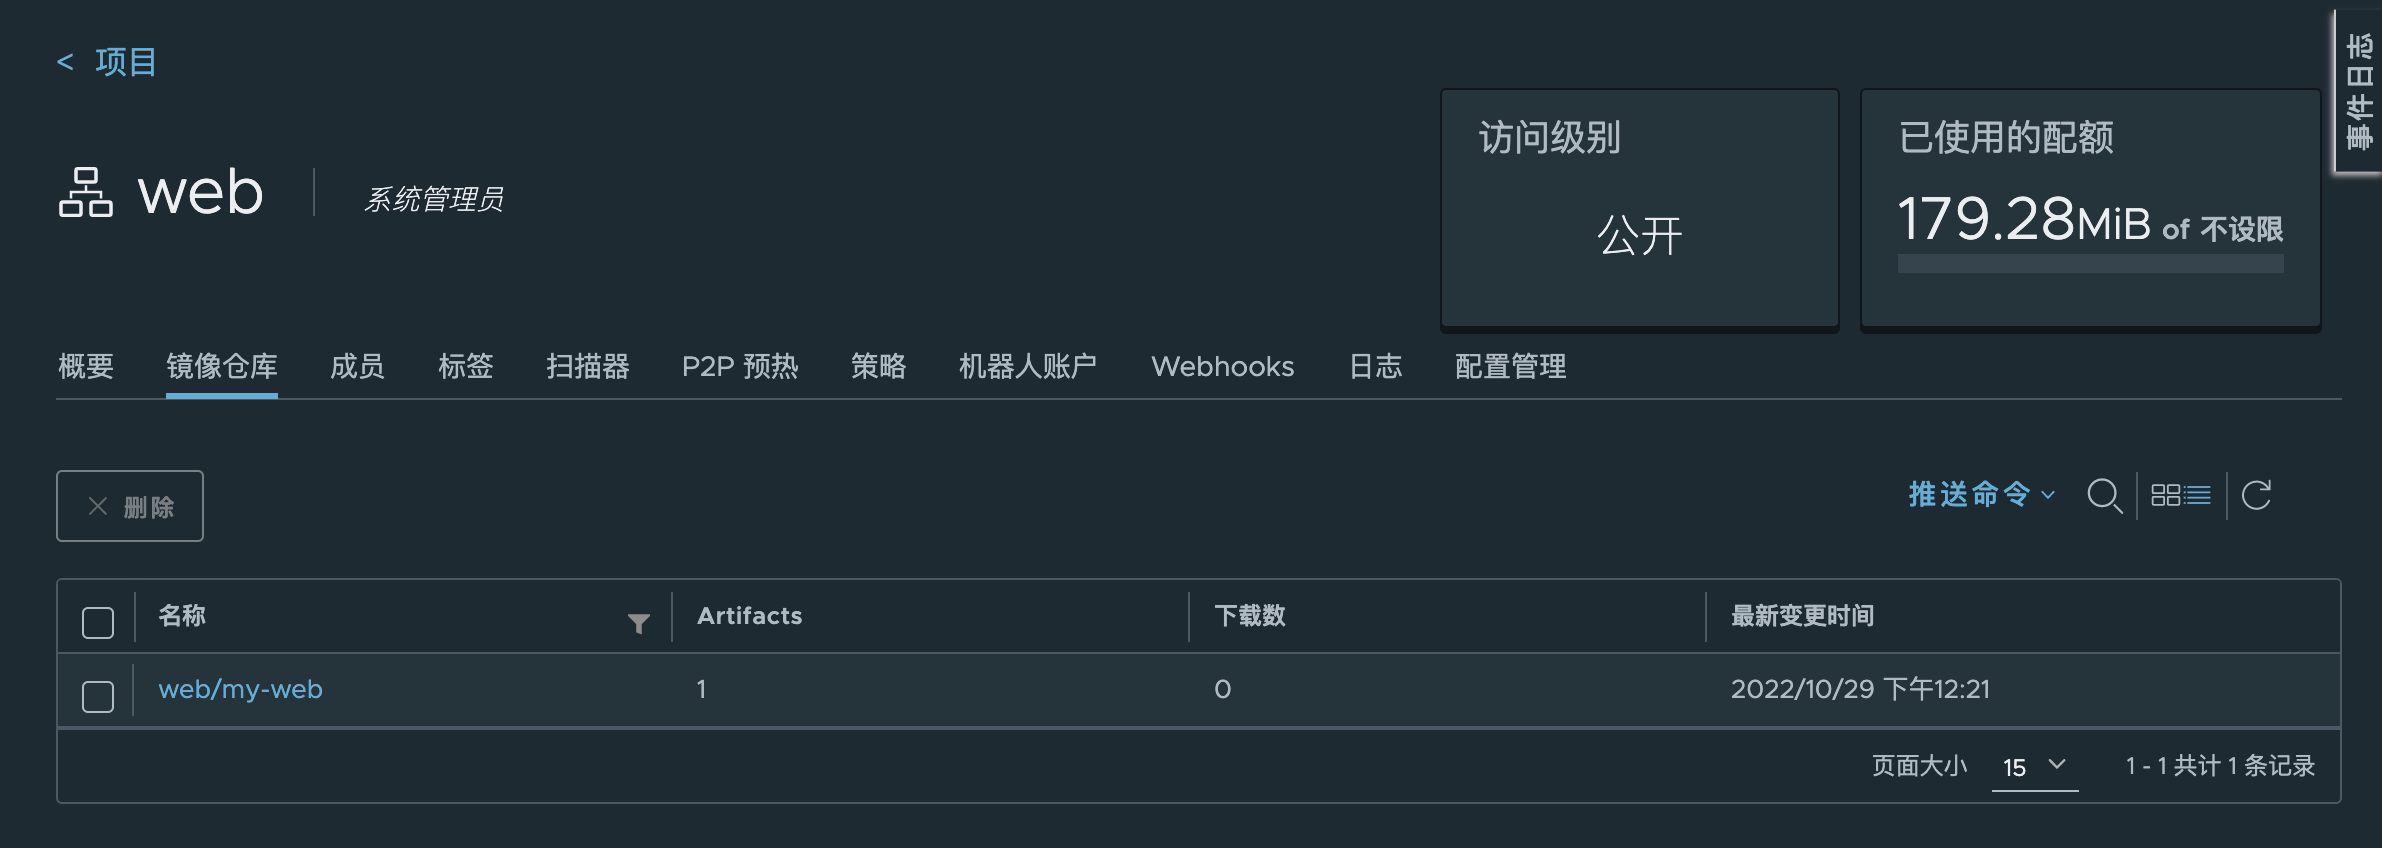 < 项目
事件日志
web
系统管理员
访问级别
公开
已使用的配额
179.28MiB of 不设限
概要 镜像仓库 成员 标签 扫描器 P2P 预热 策略 机器人账户 Webhooks 日志 配置管理
删除
推送命令
名称 Artifacts 下载数 最新变更时间
web/my-web 1 0 2022/10/29 下午12:21
页面大小 15 1 - 1 共计 1 条记录